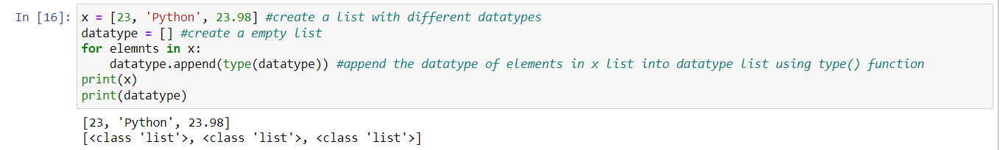 In [16]: x = [23, 'Python', 23.98] #create a list with different datatypes
datatype = [] #create a empty list
for elemnts in x:
    datatype.append(type(datatype)) #append the datatype of elements in x list into datatype list using type() function
print(x)
print(datatype)
[23, 'Python', 23.98]
[<class 'list'>, <class 'list'>, <class 'list'>]